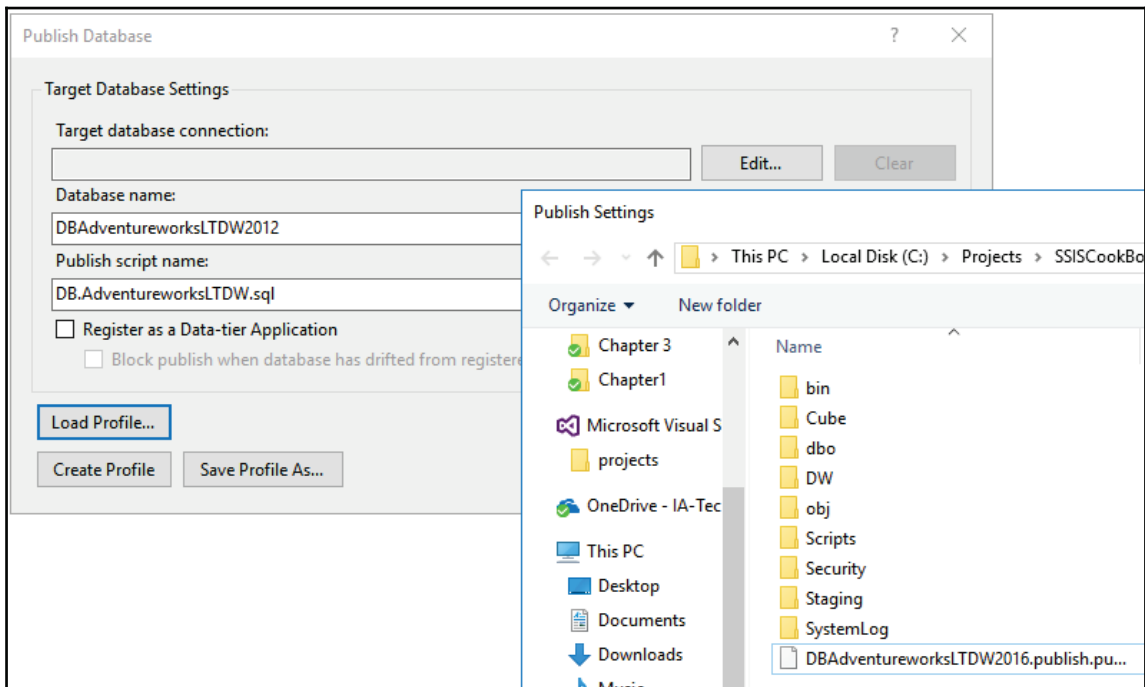 Publish Database
Target Database Settings
Target database connection:
Edit...
Clear
Database name:
DBAdventureworksLTDW2012
Publish script name:
DB.AdventureworksLTDW.sql
Register as a Data-tier Application
Block publish when database has drifted from registere
Load Profile...
Create Profile
Save Profile As...
Publish Settings
This PC > Local Disk (C:) > Projects > SSISCookBo
Organize
New folder
Chapter 3
Chapter1
Microsoft Visual S
projects
OneDrive - IA-Tec
This PC
Desktop
Documents
Downloads
Music
Name
bin
Cube
dbo
DW
obj
Scripts
Security
Staging
SystemLog
DBAdventureworksLTDW2016.publish.pu...